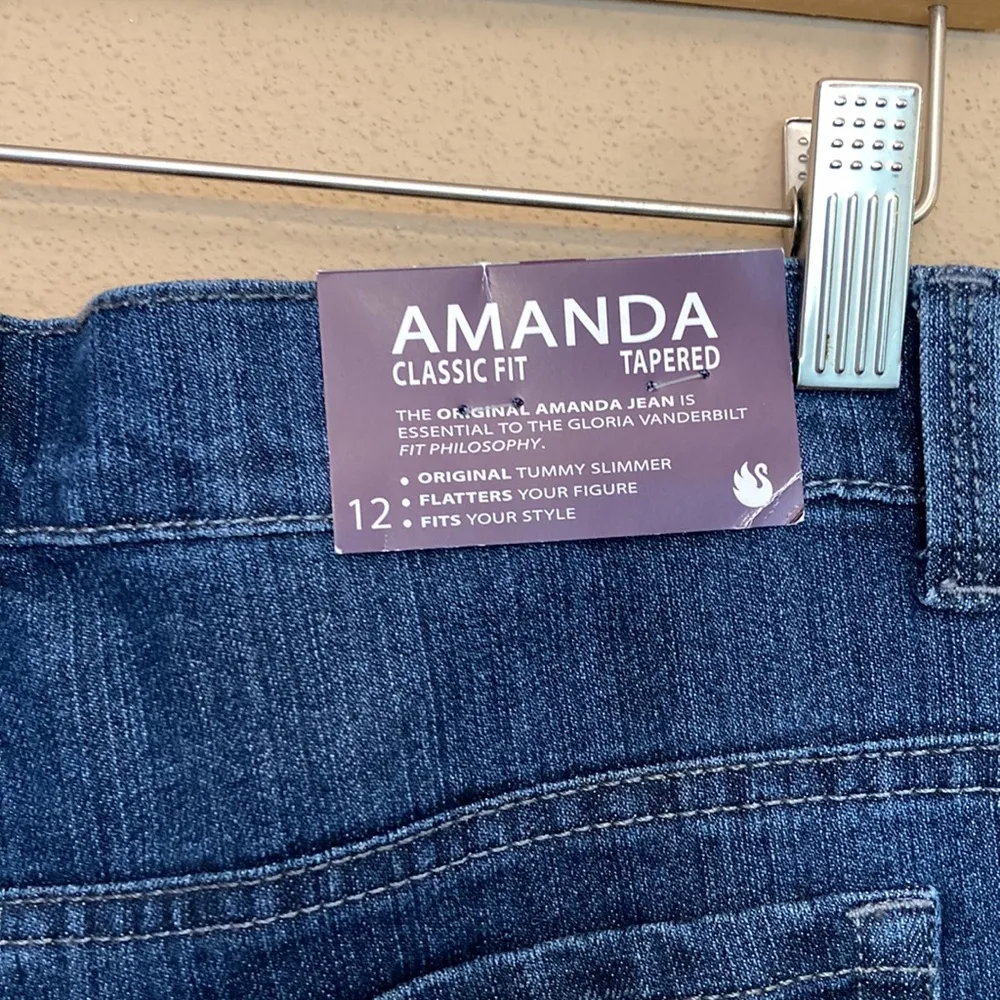 AMANDA
CLASSIC FIT TAPERED
THE ORIGINAL AMANDA JEAN IS
ESSENTIAL TO THE GLORIA VANDERBILT
FIT PHILOSOPHY.
• ORIGINAL TUMMY SLIMMER
• FLATTERS YOUR FIGURE
12 • FITS YOUR STYLE